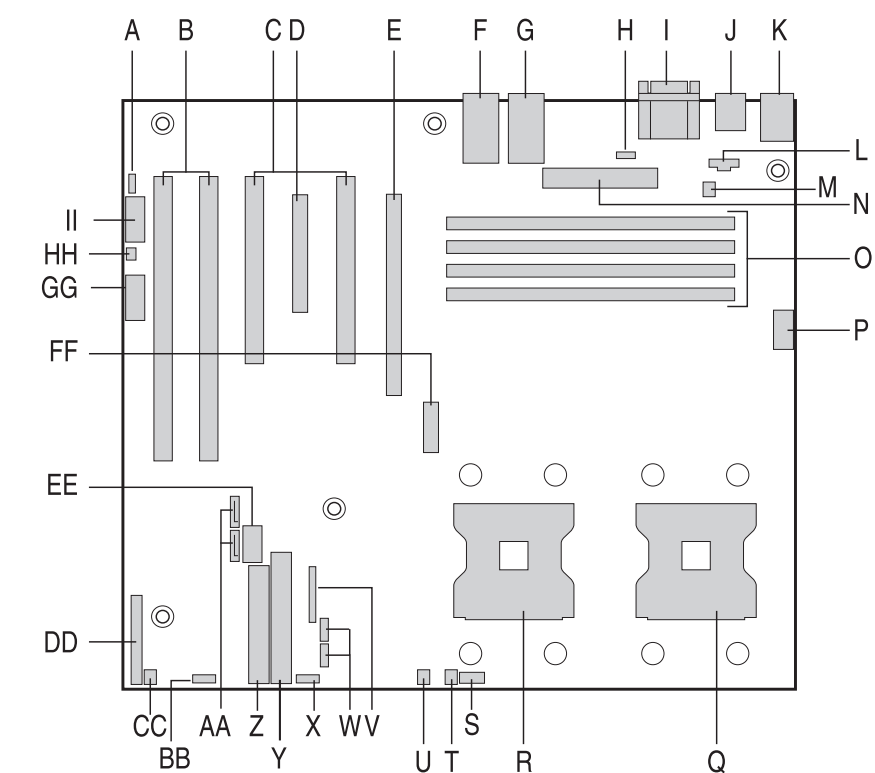 A B C D E F G H I J K
L
M
N
II
HH
O
GG
P
FF
EE
DD
CC AA Z X W V S
BB Y U T R Q